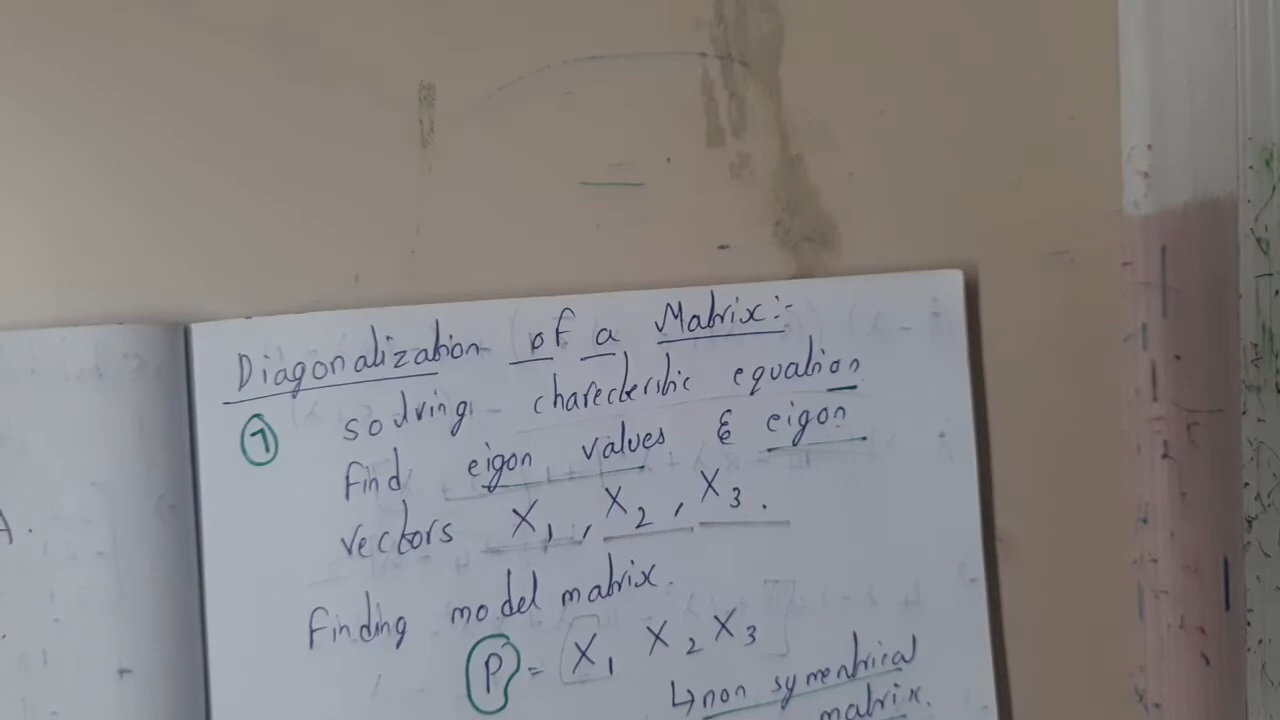 Diagonalization of a Matrix:-
① solving charecteristic equation
find eigon values & eigon
vectors X₁, X₂, X₃.
finding model matrix.
P = [X₁ X₂ X₃]
↳ non symentrical
matrix.
A.